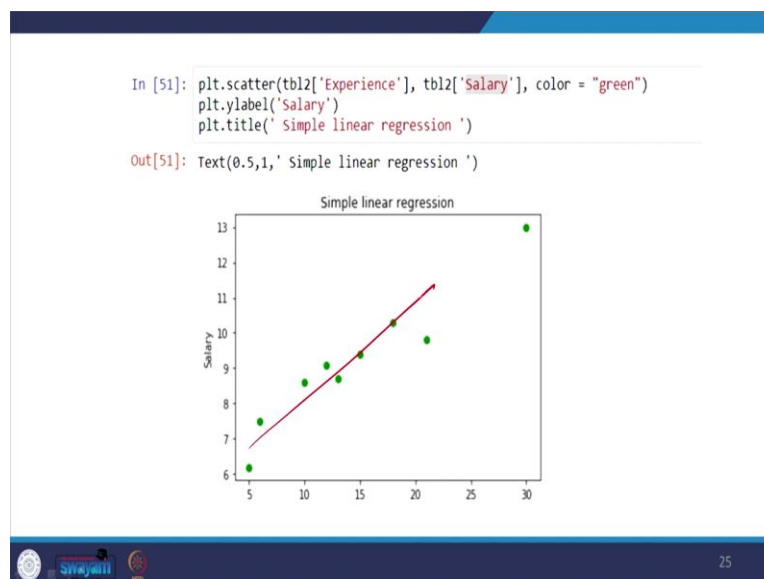 In [51]: plt.scatter(tbl2['Experience'], tbl2['Salary'], color = "green")
plt.ylabel('Salary')
plt.title(' Simple linear regression ')
Out[51]: Text(0.5,1,' Simple linear regression ')
Simple linear regression
13
12
11
10
9
8
7
6
Salary
5 10 15 20 25 30
swayam
25